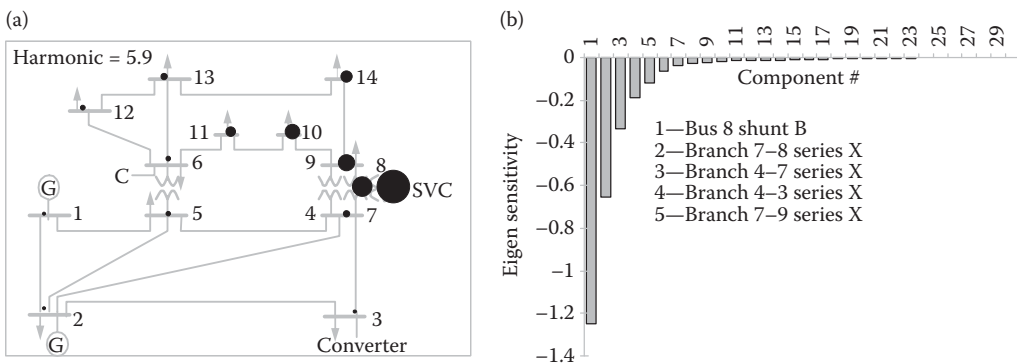 (a)
Harmonic = 5.9
13
14
12
11
10
6
9
8
C
SVC
G
1
5
4
7
2
3
G
Converter
(b)
1 3 5 7 9 11 13 15 17 19 21 23 25 27 29
0
Component #
−0.2
−0.4
−0.6
−0.8
−1
−1.2
−1.4
Eigen sensitivity
1—Bus 8 shunt B
2—Branch 7–8 series X
3—Branch 4–7 series X
4—Branch 4–3 series X
5—Branch 7–9 series X